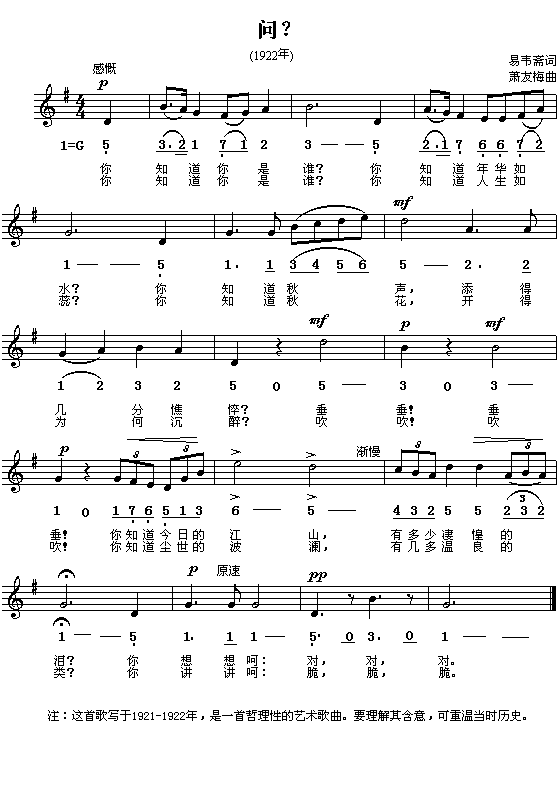 问？
(1922年)
易韦斋词
萧友梅曲
感慨
p
1=G 5 3·21 7 1 2 3—— 5 2·17 6 6 7 2
你 知 道 你 是 谁？ 你 知 道 年 华 如
你 知 道 你 是 谁？ 你 知 道 人 生 如
mf
1—— 5 1· 1 3 4 5 6 5 — 2· 2
水？ 你 知 道 秋 声，添 得
蕊？ 你 知 道 秋 花，开 得
mf p mf
1 2 3 2 5 0 5 — 3 0 3—
几 分 憔 悴？ 垂 垂！ 垂
为 何 沉 醉？ 吹 吹！ 吹
p 3 3 渐慢 3 3
1 0 1 7 6 5 1 3 6 — 5 — 4 3 2 5 5 2 3 2
垂！ 你知道今日的 江 山， 有多少凄惶的
吹！ 你知道尘世的 波 澜， 有几多温良的
p 原速 pp
1— 5 1· 1 1— 5· 0 3· 0 1—
泪？ 你 想 想 呵： 对， 对， 对。
类？ 你 讲 讲 呵： 脆， 脆， 脆。
注：这首歌写于1921-1922年，是一首哲理性的艺术歌曲。要理解其含意，可重温当时历史。